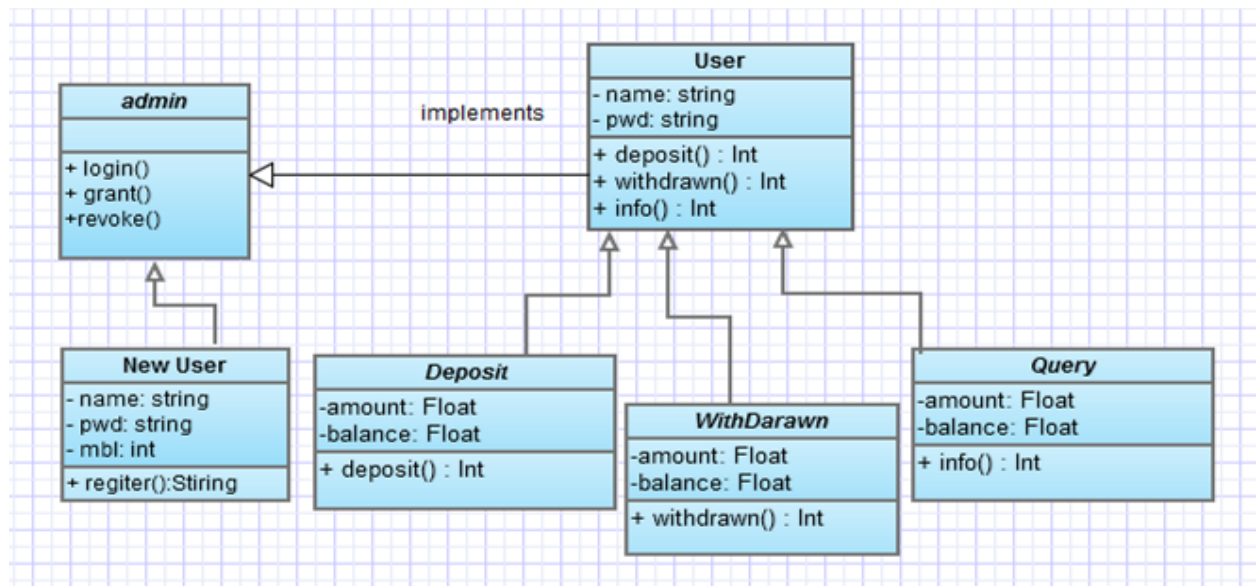 admin
+ login()
+ grant()
+revoke()
implements
User
- name: string
- pwd: string
+ deposit() : Int
+ withdrawn() : Int
+ info() : Int
New User
- name: string
- pwd: string
- mbl: int
+ regiter():Stiring
Deposit
-amount: Float
-balance: Float
+ deposit() : Int
WithDarawn
-amount: Float
-balance: Float
+ withdrawn() : Int
Query
-amount: Float
-balance: Float
+ info() : Int